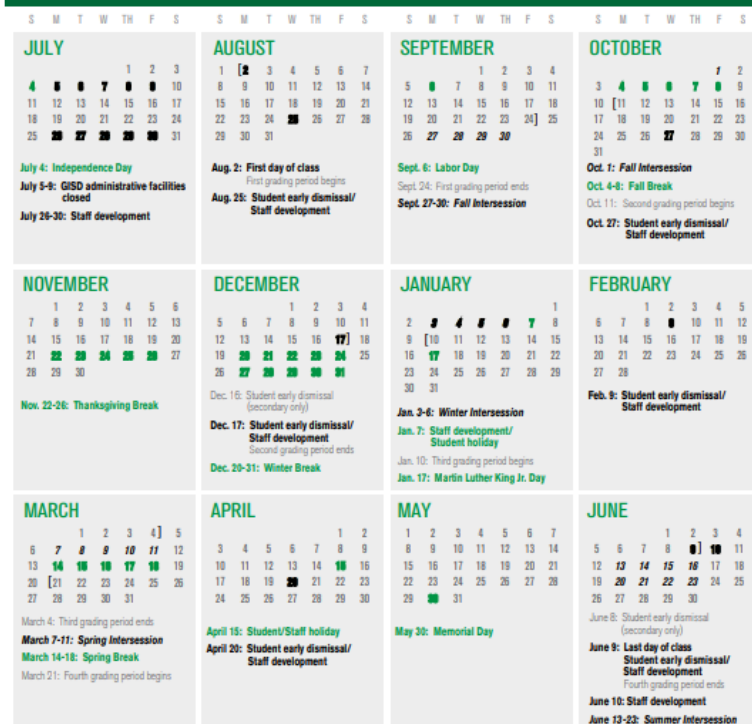 S M T W TH F S S M T W TH F S S M T W TH F S S M T W TH F S
JULY
1 2 3
4 5 6 7 8 9 10
11 12 13 14 15 16 17
18 19 20 21 22 23 24
25 26 27 28 29 30 31
July 4: Independence Day
July 5-9: GISD administrative facilities
closed
July 26-30: Staff development
AUGUST
1 [2 3 4 5 6 7
8 9 10 11 12 13 14
15 16 17 18 19 20 21
22 23 24 25 26 27 28
29 30 31
Aug. 2: First day of class
First grading period begins
Aug. 25: Student early dismissal/
Staff development
SEPTEMBER
1 2 3 4
5 6 7 8 9 10 11
12 13 14 15 16 17 18
19 20 21 22 23 24] 25
26 27 28 29 30
Sept. 6: Labor Day
Sept. 24: First grading period ends
Sept. 27-30: Fall Intersession
OCTOBER
1 2
3 4 5 6 7 8 9
10 [11 12 13 14 15 16
17 18 19 20 21 22 23
24 25 26 27 28 29 30
31
Oct. 1: Fall Intersession
Oct. 4-8: Fall Break
Oct. 11: Second grading period begins
Oct. 27: Student early dismissal/
Staff development
NOVEMBER
1 2 3 4 5 6
7 8 9 10 11 12 13
14 15 16 17 18 19 20
21 22 23 24 25 26 27
28 29 30
Nov. 22-26: Thanksgiving Break
DECEMBER
1 2 3 4
5 6 7 8 9 10 11
12 13 14 15 16 17] 18
19 20 21 22 23 24 25
26 27 28 29 30 31
Dec. 16: Student early dismissal
(secondary only)
Dec. 17: Student early dismissal/
Staff development
Second grading period ends
Dec. 20-31: Winter Break
JANUARY
1
2 3 4 5 6 7 8
9 [10 11 12 13 14 15
16 17 18 19 20 21 22
23 24 25 26 27 28 29
30 31
Jan. 3-6: Winter Intersession
Jan. 7: Staff development/
Student holiday
Jan. 10: Third grading period begins
Jan. 17: Martin Luther King Jr. Day
FEBRUARY
1 2 3 4 5
6 7 8 9 10 11 12
13 14 15 16 17 18 19
20 21 22 23 24 25 26
27 28
Feb. 9: Student early dismissal/
Staff development
MARCH
1 2 3 4] 5
6 7 8 9 10 11 12
13 14 15 16 17 18 19
20 [21 22 23 24 25 26
27 28 29 30 31
March 4: Third grading period ends
March 7-11: Spring Intersession
March 14-18: Spring Break
March 21: Fourth grading period begins
APRIL
1 2
3 4 5 6 7 8 9
10 11 12 13 14 15 16
17 18 19 20 21 22 23
24 25 26 27 28 29 30
April 15: Student/Staff holiday
April 20: Student early dismissal/
Staff development
MAY
1 2 3 4 5 6 7
8 9 10 11 12 13 14
15 16 17 18 19 20 21
22 23 24 25 26 27 28
29 30 31
May 30: Memorial Day
JUNE
1 2 3 4
5 6 7 8 9] 10 11
12 13 14 15 16 17 18
19 20 21 22 23 24 25
26 27 28 29 30
June 8: Student early dismissal
(secondary only)
June 9: Last day of class
Student early dismissal/
Staff development
Fourth grading period ends
June 10: Staff development
June 13-23: Summer Intersession